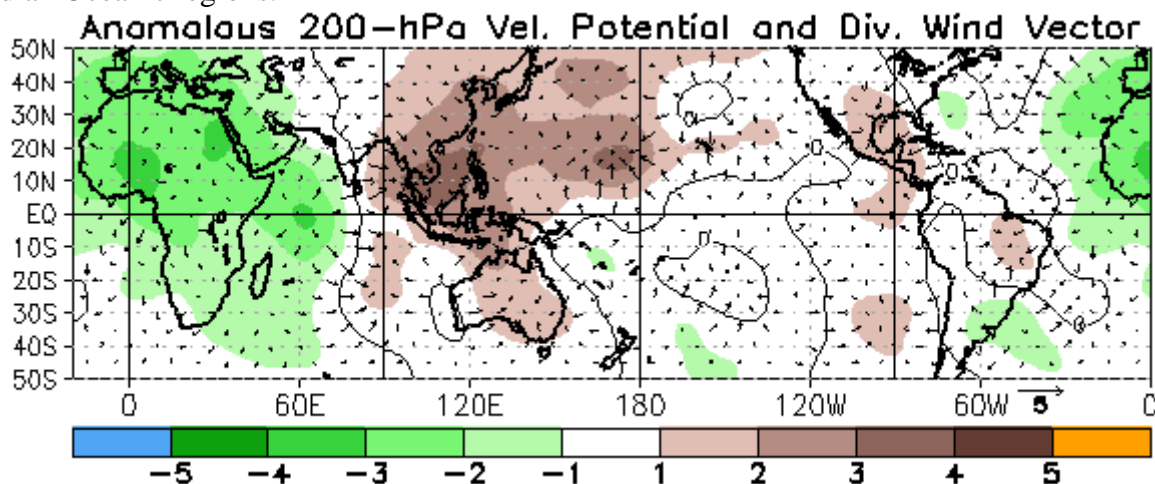 Anomalaus 200-hPa Vel. Potential and Div. Wind Vector
50N
40N
30N
20N
10N
EQ
10S
20S
30S
40S
50S
0 60E 120E 180 120W 60W 0
5
-5 -4 -3 -2 -1 1 2 3 4 5